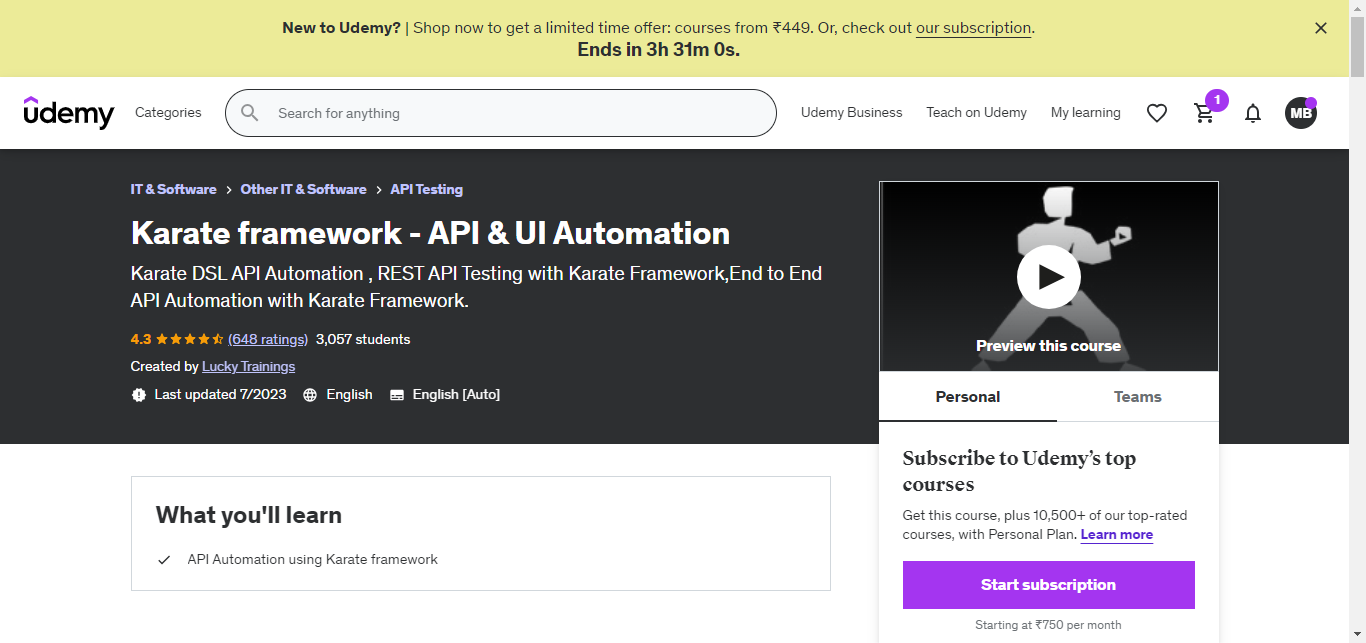 New to Udemy? | Shop now to get a limited time offer: courses from ₹449. Or, check out our subscription.
Ends in 3h 31m 0s.
udemy
Categories
Search for anything
Udemy Business
Teach on Udemy
My learning
1
MB
IT & Software > Other IT & Software > API Testing
Karate framework - API & UI Automation
Karate DSL API Automation , REST API Testing with Karate Framework,End to End
API Automation with Karate Framework.
4.3 (648 ratings) 3,057 students
Created by Lucky Trainings
Last updated 7/2023 English English [Auto]
Preview this course
Personal
Teams
Subscribe to Udemy’s top
courses
Get this course, plus 10,500+ of our top-rated
courses, with Personal Plan. Learn more
Start subscription
Starting at ₹750 per month
What you'll learn
API Automation using Karate framework